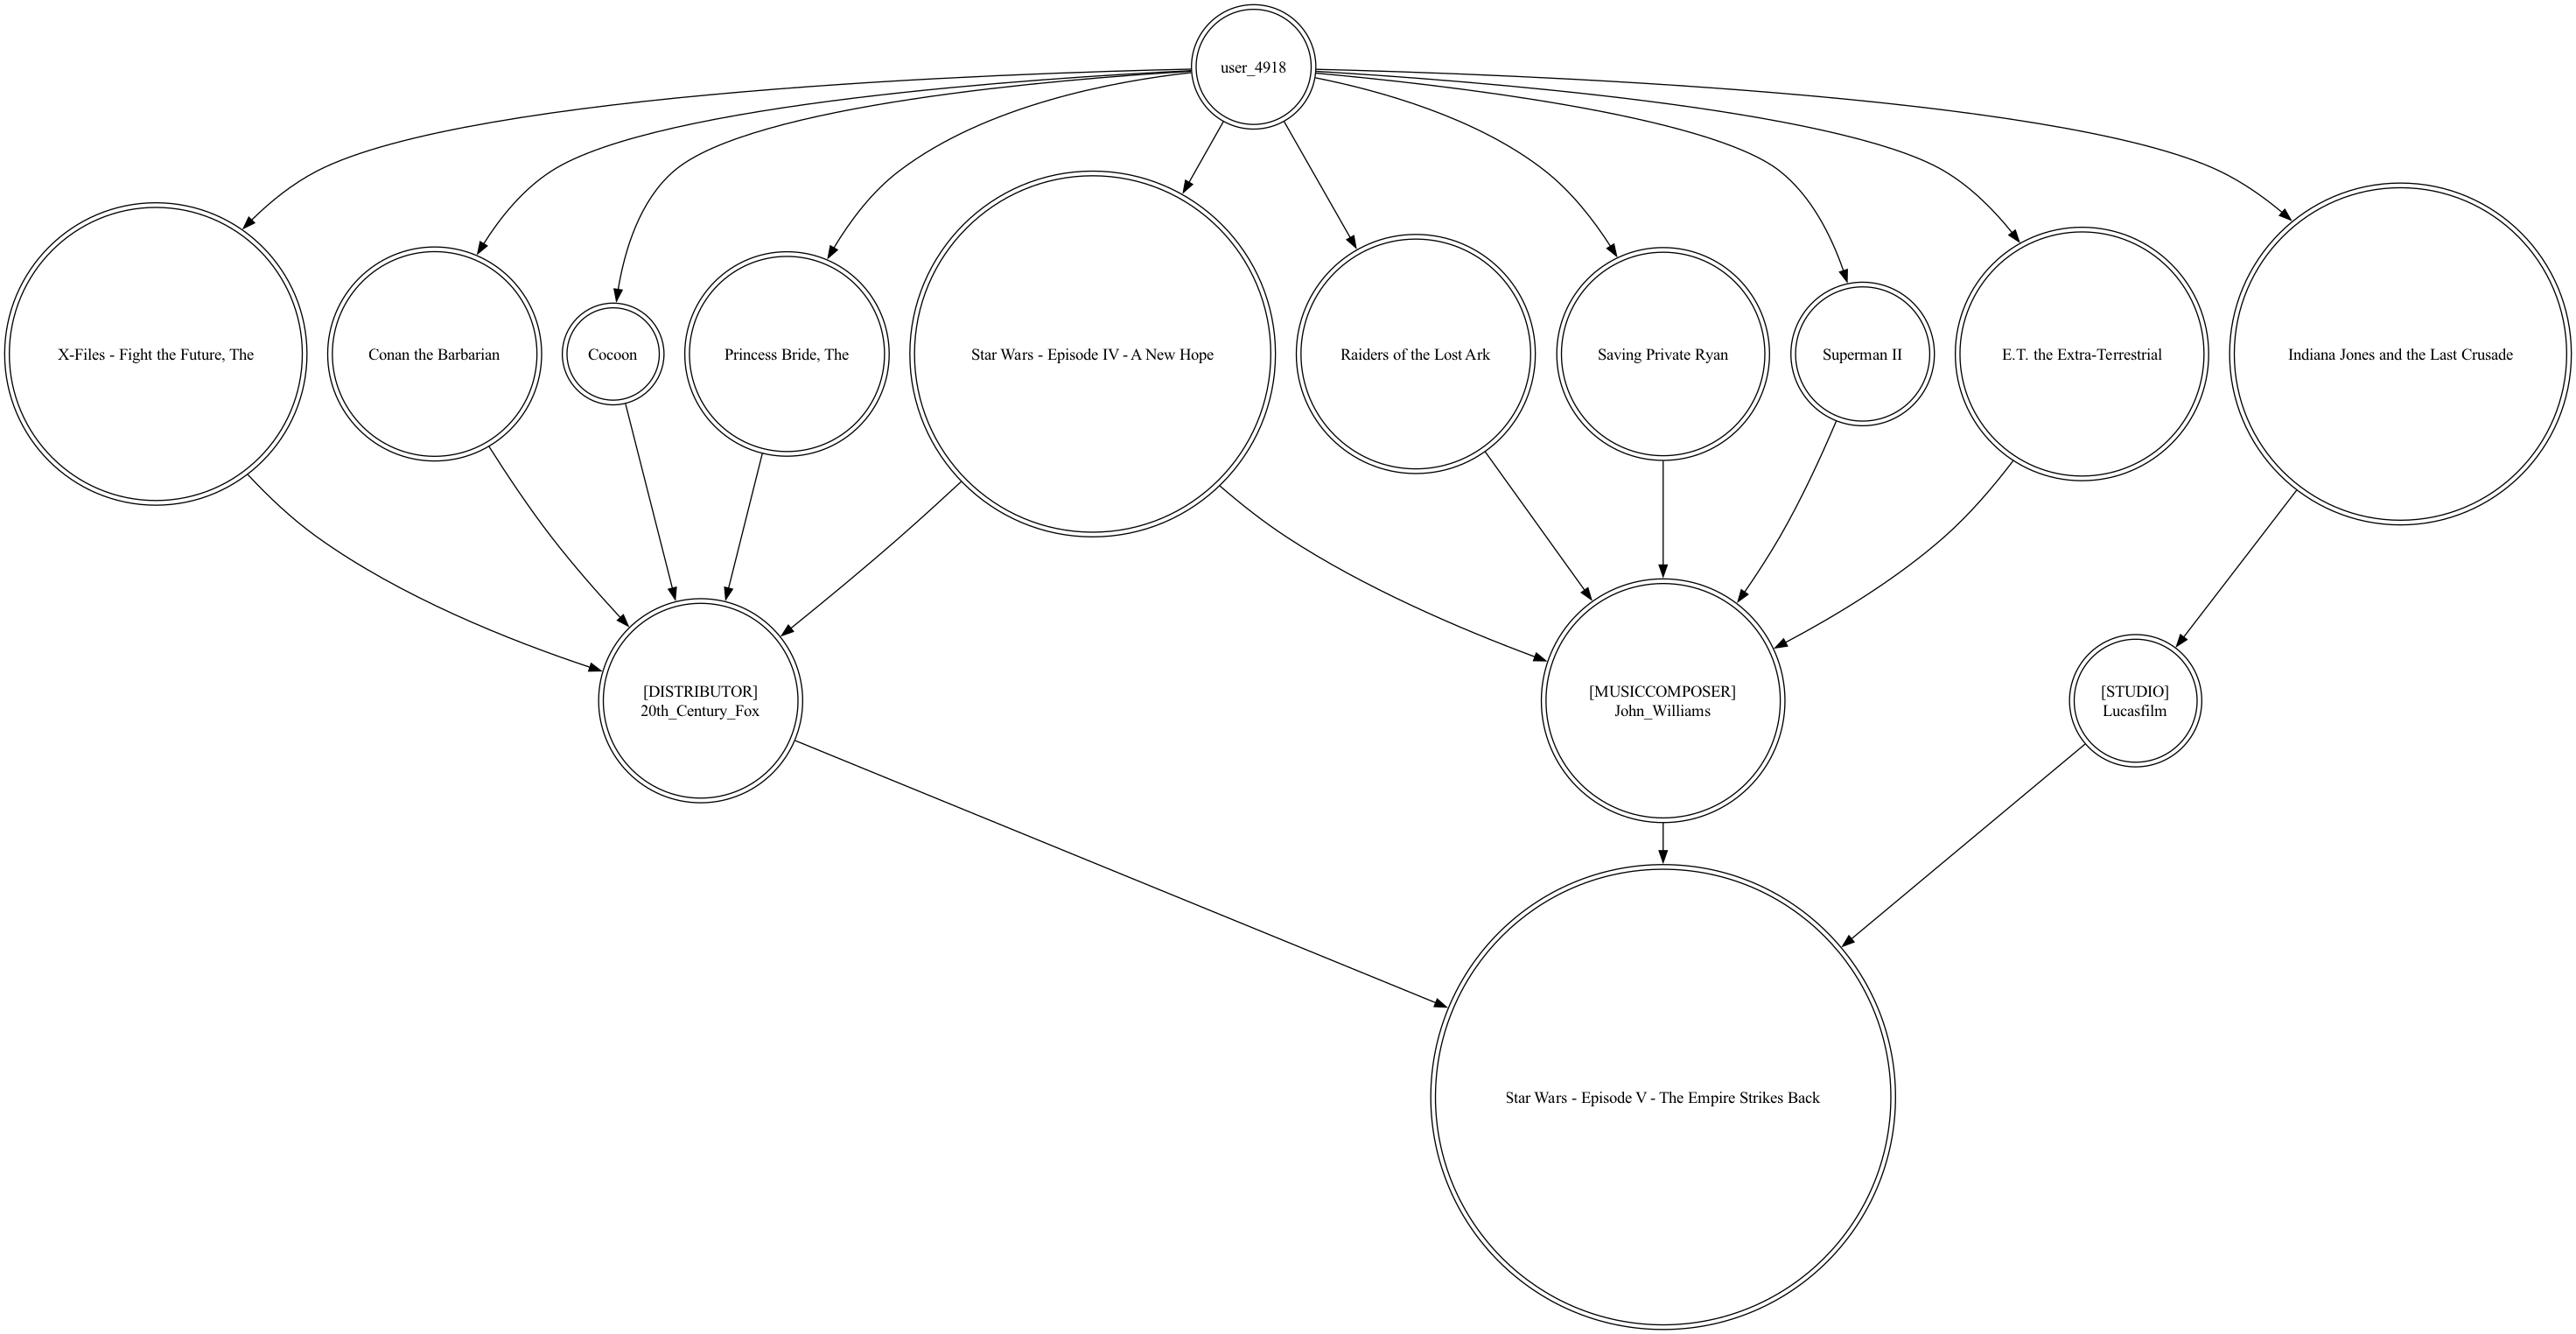 user_4918
X-Files - Fight the Future, The
Conan the Barbarian
Cocoon
Princess Bride, The
Star Wars - Episode IV - A New Hope
Raiders of the Lost Ark
Saving Private Ryan
Superman II
E.T. the Extra-Terrestrial
Indiana Jones and the Last Crusade
[DISTRIBUTOR]
20th_Century_Fox
[MUSICCOMPOSER]
John_Williams
[STUDIO]
Lucasfilm
Star Wars - Episode V - The Empire Strikes Back